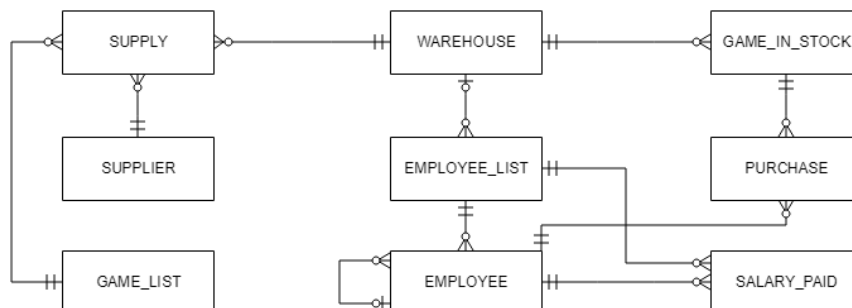 SUPPLY
WAREHOUSE
GAME_IN_STOCK
SUPPLIER
EMPLOYEE_LIST
PURCHASE
GAME_LIST
EMPLOYEE
SALARY_PAID